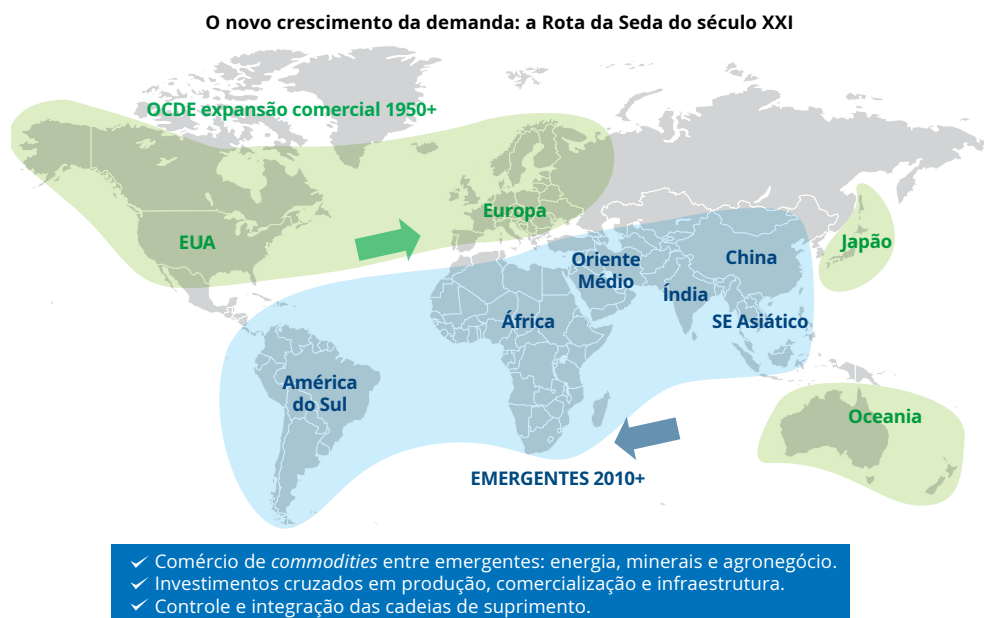 O novo crescimento da demanda: a Rota da Seda do século XXI
OCDE expansão comercial 1950+
Europa
EUA
Japão
Oriente
Médio
China
Índia
África
SE Asiático
América
do Sul
Oceania
EMERGENTES 2010+
✓ Comércio de commodities entre emergentes: energia, minerais e agronegócio.
✓ Investimentos cruzados em produção, comercialização e infraestrutura.
✓ Controle e integração das cadeias de suprimento.